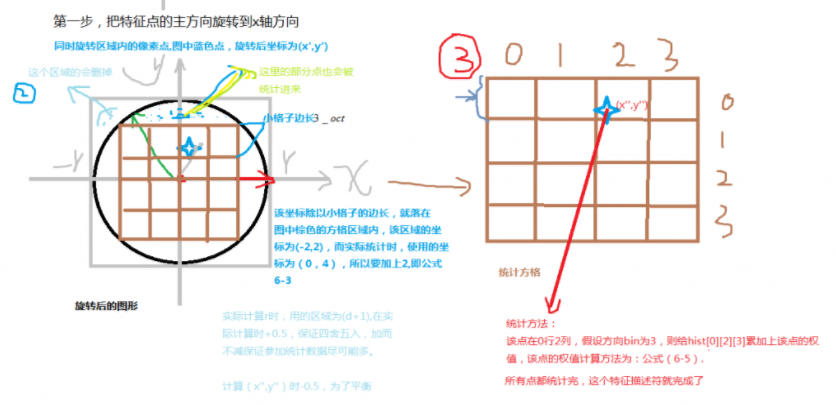 第一步，把特征点的主方向旋转到x轴方向
同时旋转区域内的像素点,图中蓝色点，旋转后坐标为(x',y')
这个区域的会删掉
y
这里的部分点也会被
统计进来
2
小格子边长3 _oct
-r
r
x
该坐标除以小格子的边长，就落在
图中棕色的方格区域内，该区域的坐
标为(-2,2)，而实际统计时，使用的坐
标为（0，4），所以要加上2,即公式
6-3
旋转后的图形
实际计算r时，用的区域为(d+1),在实
际计算时+0.5，保证四舍五入，加而
不减保证参加统计数据尽可能多。
计算（x'',y''）时-0.5，为了平衡
3
0 1 2 3
(x'',y'')
0
1
2
3
统计方格
统计方法：
该点在0行2列，假设方向bin为3，则给hist[0][2][3]累加上该点的权
值，该点的权值计算方法为：公式（6-5）.
所有点都统计完，这个特征描述符就完成了